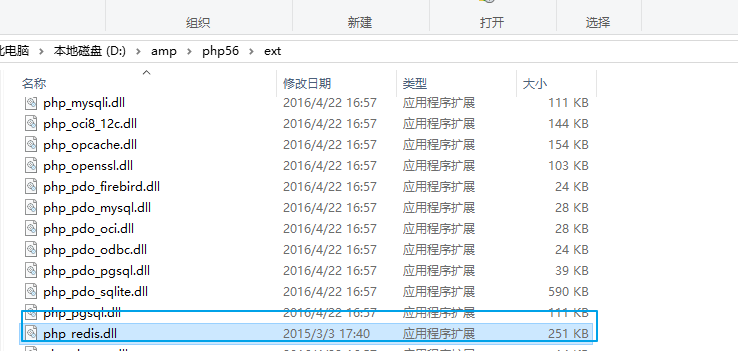 组织 新建 打开 选择
此电脑 本地磁盘 (D:) amp php56 ext
名称 修改日期 类型 大小
php_mysqli.dll 2016/4/22 16:57 应用程序扩展 111 KB
php_oci8_12c.dll 2016/4/22 16:57 应用程序扩展 144 KB
php_opcache.dll 2016/4/22 16:57 应用程序扩展 154 KB
php_openssl.dll 2016/4/22 16:57 应用程序扩展 103 KB
php_pdo_firebird.dll 2016/4/22 16:57 应用程序扩展 24 KB
php_pdo_mysql.dll 2016/4/22 16:57 应用程序扩展 28 KB
php_pdo_oci.dll 2016/4/22 16:57 应用程序扩展 28 KB
php_pdo_odbc.dll 2016/4/22 16:57 应用程序扩展 24 KB
php_pdo_pgsql.dll 2016/4/22 16:57 应用程序扩展 39 KB
php_pdo_sqlite.dll 2016/4/22 16:57 应用程序扩展 590 KB
php_pgsql.dll 2016/4/22 16:57 应用程序扩展 111 KB
php_redis.dll 2015/3/3 17:40 应用程序扩展 251 KB